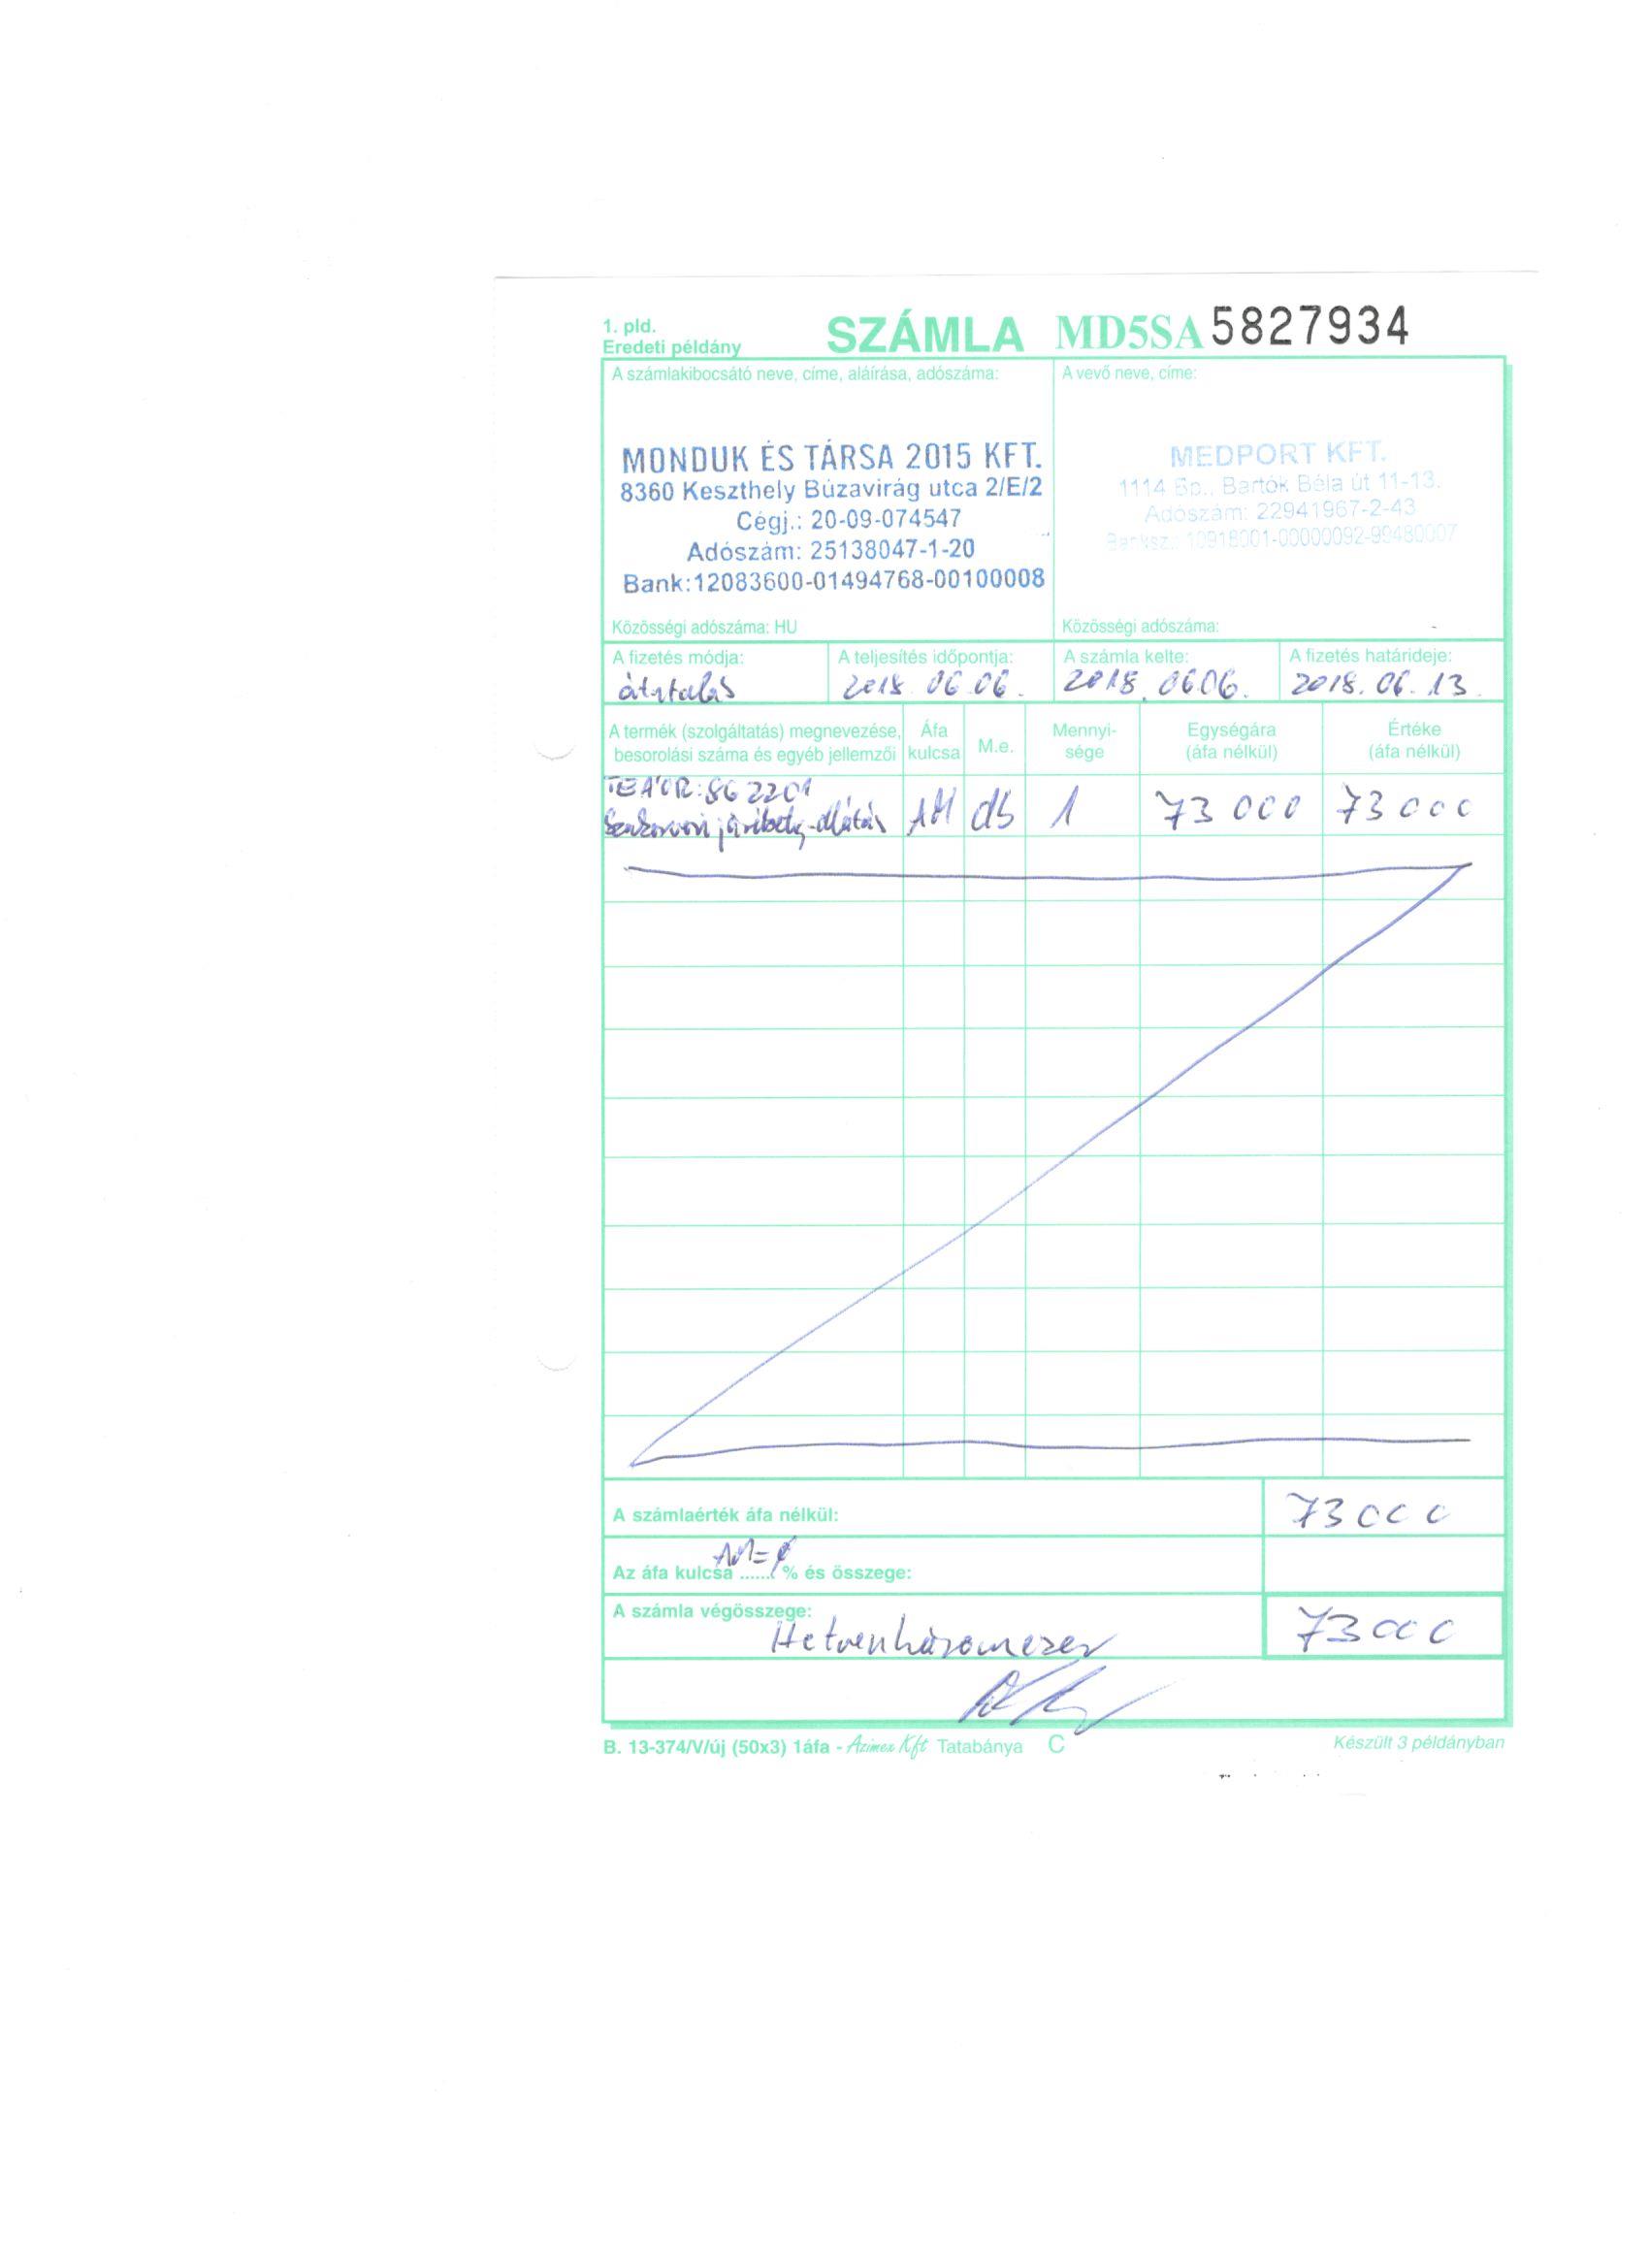 1. pld.
Eredeti példány
SZÁMLA MD5SA 5827934
A számlakibocsátó neve, címe, aláírása, adószáma:
MONDUK ÉS TÁRSA 2015 KFT.
8360 Keszthely Búzavirág utca 2/E/2
Cégj.: 20-09-074547
Adószám: 25138047-1-20
Bank:12083600-01494768-00100008
Közösségi adószáma: HU
A vevő neve, címe:
MEDPORT KFT.
1114 Bp., Bartók Béla út 11-13.
Adószám: 22941967-2-43
Banksz.: 10918001-00000092-99480007
Közösségi adószáma:
A fizetés módja:
átutalás
A teljesítés időpontja:
2018. 06. 06.
A számla kelte:
2018. 06 06.
A fizetés határideje:
2018. 06. 13.
A termék (szolgáltatás) megnevezése, besorolási száma és egyéb jellemzői
Áfa kulcsa
M.e.
Mennyi-
sége
Egységára
(áfa nélkül)
Értéke
(áfa nélkül)
TEÁOR: 862201
Szakorvosi járóbeteg-ellátás AM db 1 73 000 73 000
A számlaérték áfa nélkül: 73 000
Az áfa kulcsa ...... % és összege:
AM=
A számla végösszege: Hetvenháromezer 73 000
B. 13-374/V/új (50x3) 1áfa - Azimex Kft Tatabánya C
Készült 3 példányban